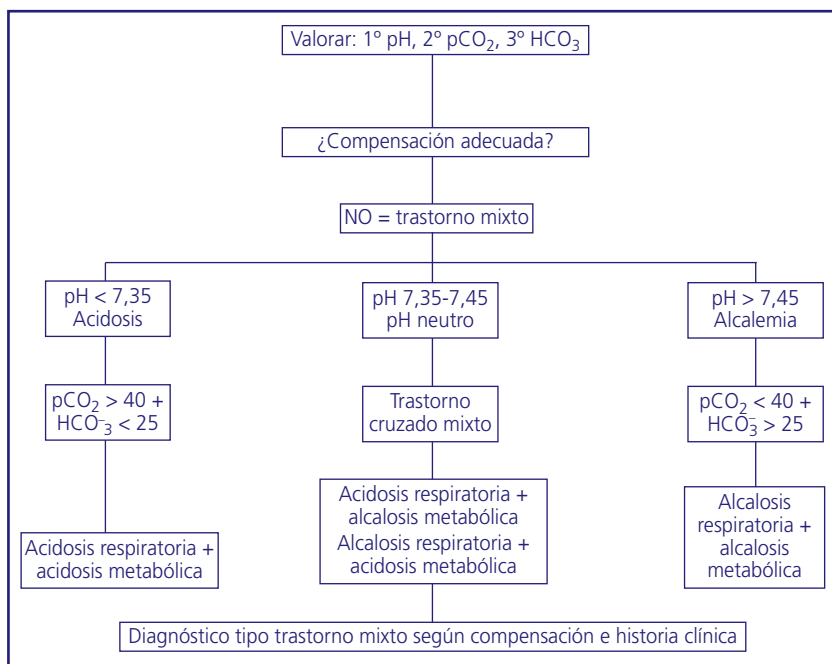 Valorar: 1º pH, 2º pCO₂, 3º HCO₃
¿Compensación adecuada?
NO = trastorno mixto
pH < 7,35
Acidosis
pH 7,35-7,45
pH neutro
pH > 7,45
Alcalemia
pCO₂ > 40 +
HCO₃⁻ < 25
Trastorno
cruzado mixto
pCO₂ < 40 +
HCO₃⁻ > 25
Acidosis respiratoria +
acidosis metabólica
Acidosis respiratoria +
alcalosis metabólica
Alcalosis respiratoria +
acidosis metabólica
Alcalosis
respiratoria +
alcalosis
metabólica
Diagnóstico tipo trastorno mixto según compensación e historia clínica